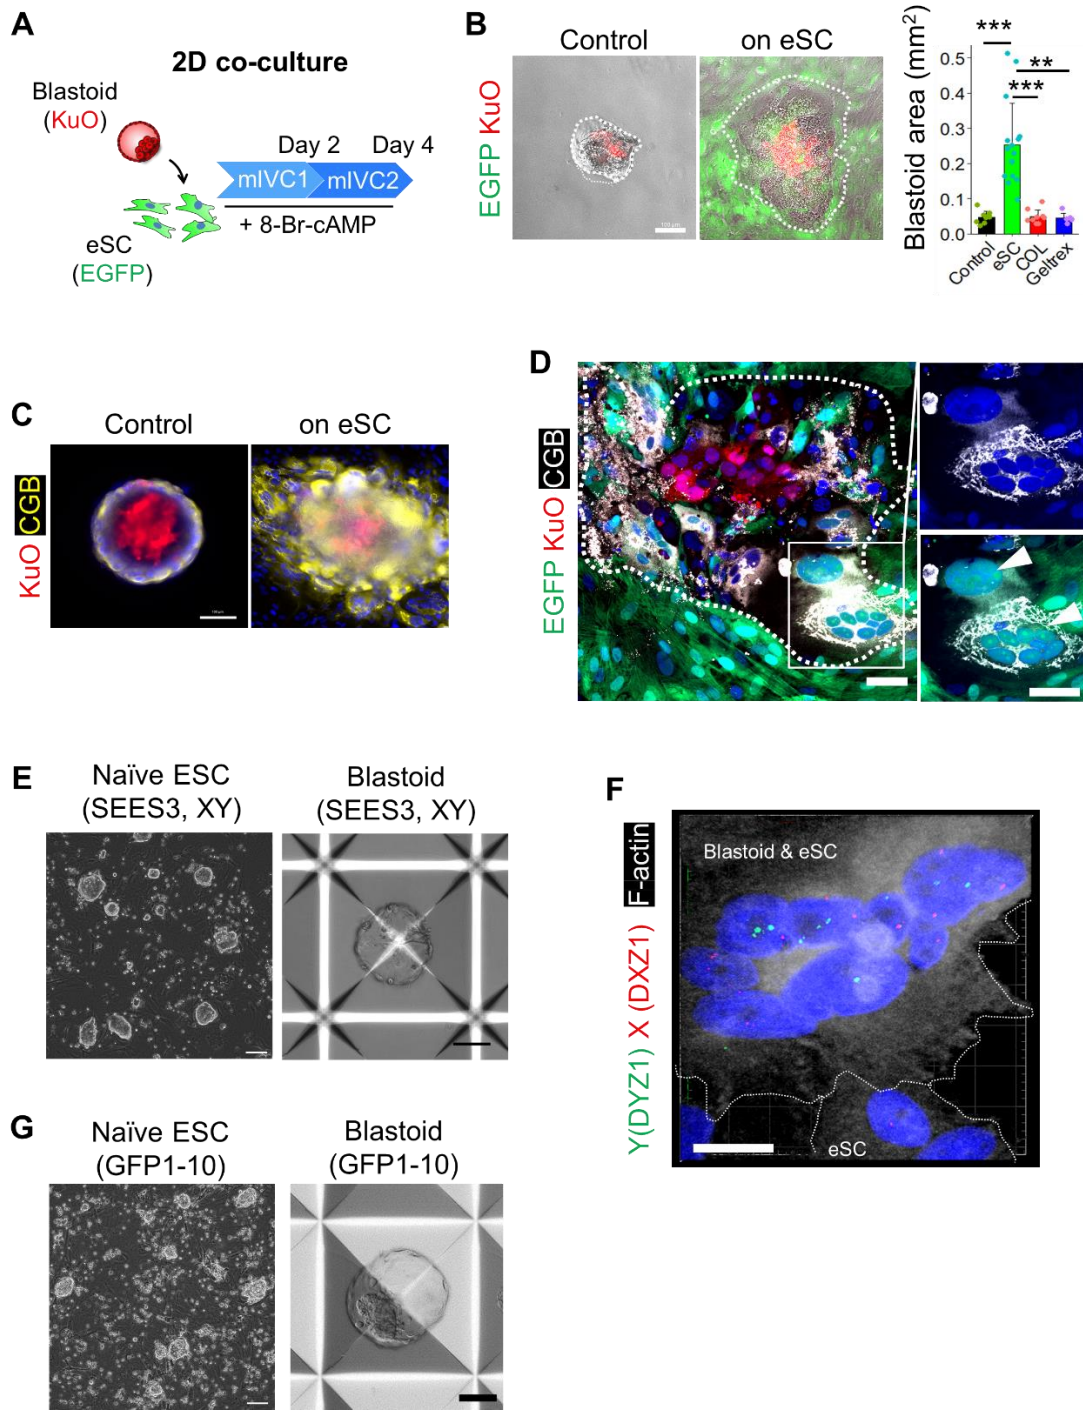 A
2D co-culture
Blastoid
(KuO)
Day 2
Day 4
mIVC1
mIVC2
+ 8-Br-cAMP
eSC
(EGFP)
B
Control
on eSC
EGFP KuO
100 μm
Blastoid area (mm²)
0.5
0.4
0.3
0.2
0.1
0.0
***
**
***
Control
eSC
COL
Geltrex
C
Control
on eSC
KuO CGB
D
EGFP KuO CGB
E
Naïve ESC
(SEES3, XY)
Blastoid
(SEES3, XY)
F
Y(DYZ1) X (DXZ1) F-actin
Blastoid & eSC
eSC
G
Naïve ESC
(GFP1-10)
Blastoid
(GFP1-10)